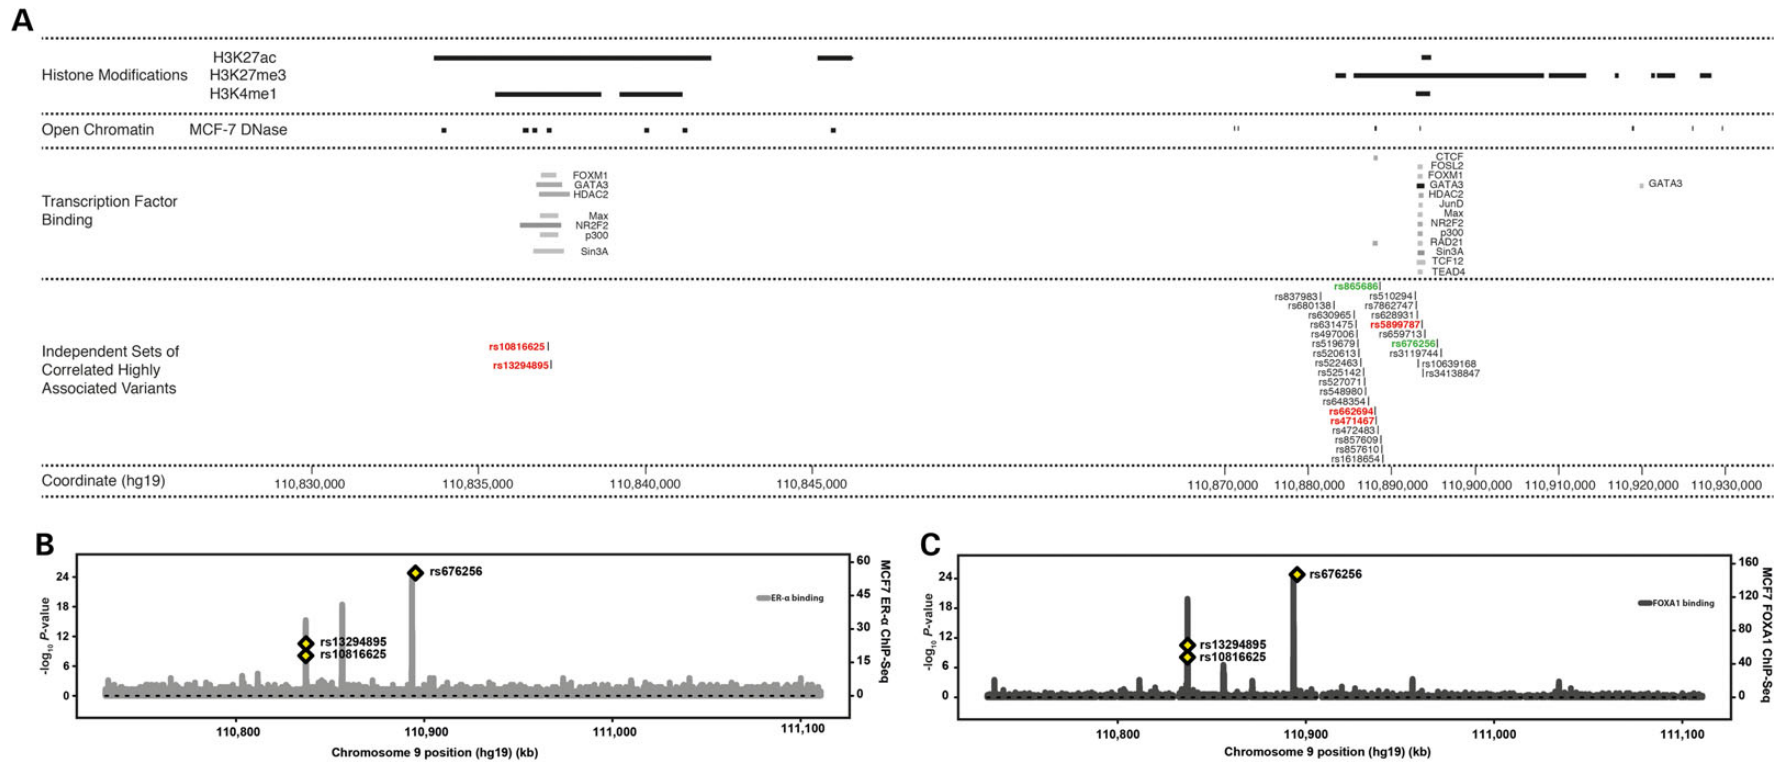 A
Histone Modifications
H3K27ac
H3K27me3
H3K4me1
Open Chromatin
MCF-7 DNase
Transcription Factor
Binding
FOXM1
GATA3
HDAC2
Max
NR2F2
p300
Sin3A
CTCF
FOSL2
FOXM1
GATA3
HDAC2
JunD
Max
NR2F2
p300
RAD21
Sin3A
TCF12
TEAD4
GATA3
Independent Sets of
Correlated Highly
Associated Variants
rs10816625
rs13294895
rs865686
rs837983
rs680138
rs630965
rs631475
rs497006
rs519679
rs520613
rs522463
rs525142
rs527071
rs548980
rs648354
rs662694
rs471467
rs472483
rs857609
rs857610
rs1618654
rs510294
rs7862747
rs628931
rs5899787
rs659713
rs676256
rs3119744
rs10639168
rs34138847
Coordinate (hg19)
110,830,000 110,835,000 110,840,000 110,845,000 110,870,000 110,880,000 110,890,000 110,900,000 110,910,000 110,920,000 110,930,000
B
-log10 P-value
24
18
12
6
0
rs676256
rs13294895
rs10816625
ER-α binding
60
45
30
15
0
MCF7 ER-α ChIP-Seq
110,800 110,900 111,000 111,100
Chromosome 9 position (hg19) (kb)
C
-log10 P-value
24
18
12
6
0
rs676256
rs13294895
rs10816625
FOXA1 binding
160
120
80
40
0
MCF7 FOXA1 ChIP-Seq
110,800 110,900 111,000 111,100
Chromosome 9 position (hg19) (kb)